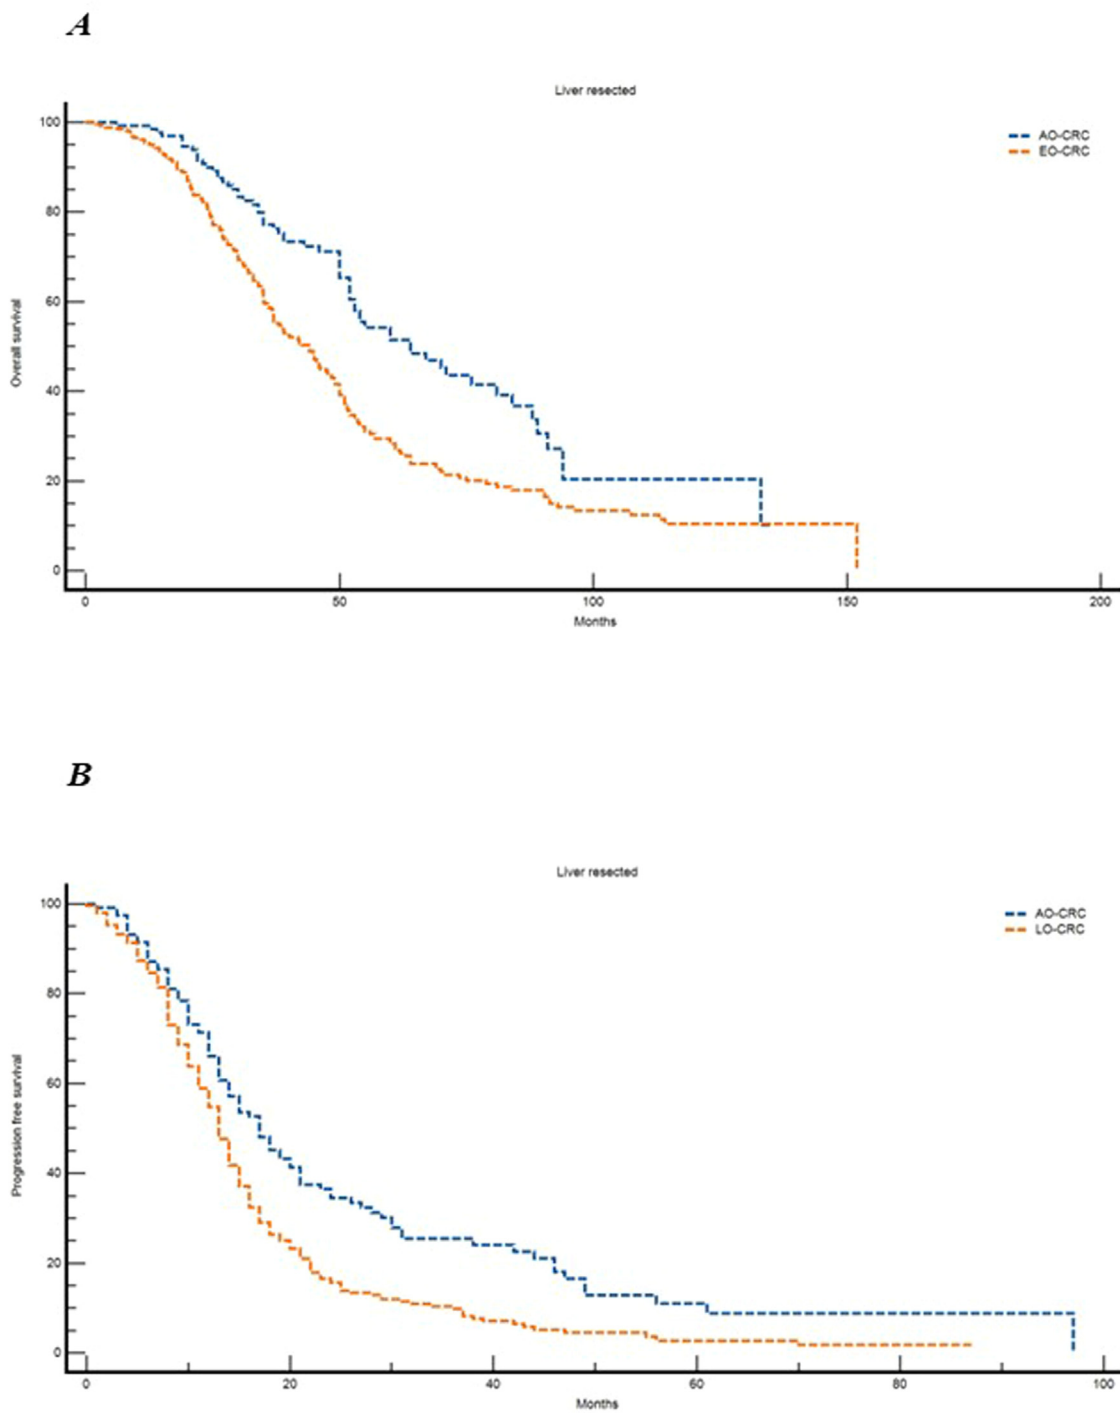 A
Liver resected
AO-CRC
EO-CRC
100
80
60
40
20
0
Overall survival
0 50 100 150 200
Months
B
Liver resected
AO-CRC
LO-CRC
100
80
60
40
20
0
Progression free survival
0 20 40 60 80 100
Months